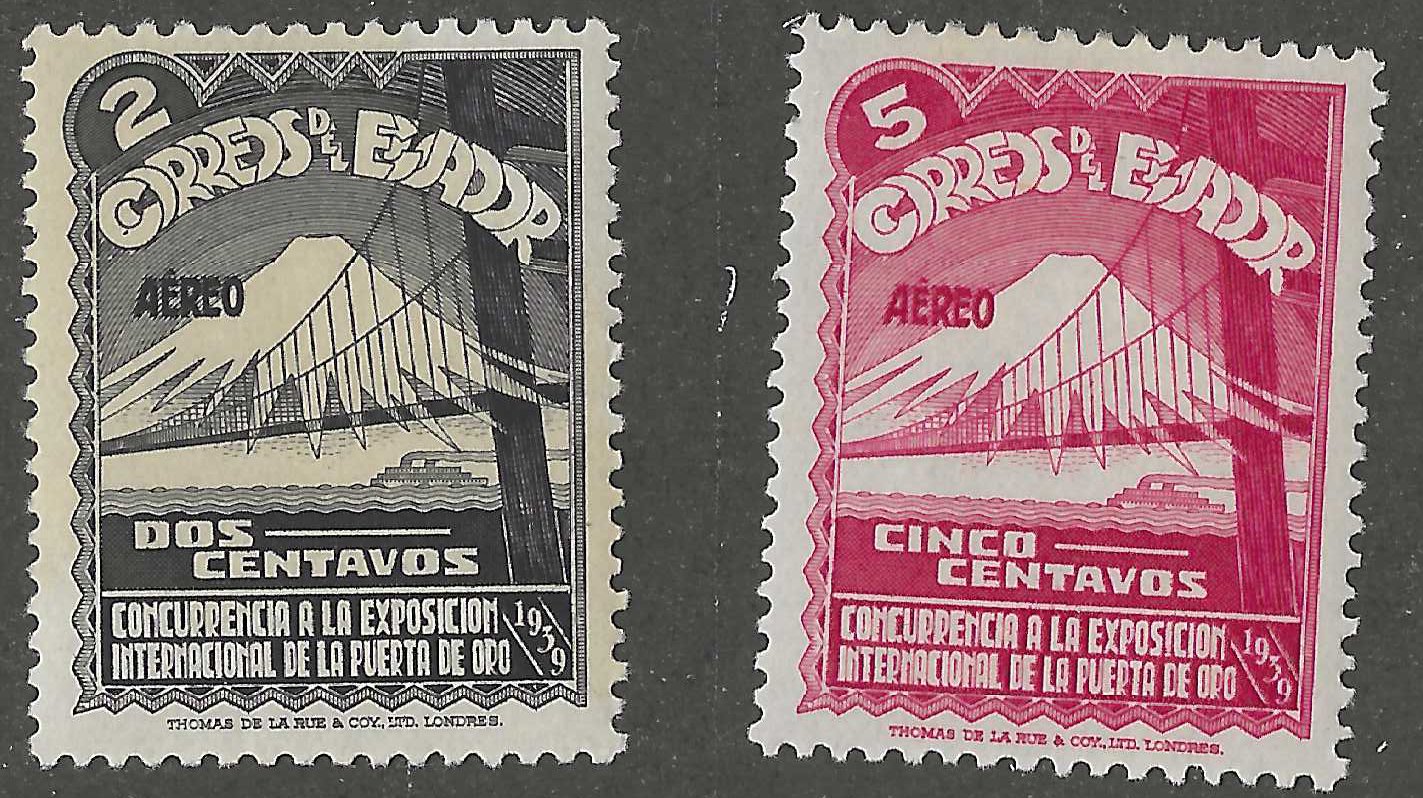 2
CORREOS DEL ECUADOR
AÉREO
DOS
CENTAVOS
CONCURRENCIA A LA EXPOSICION
INTERNACIONAL DE LA PUERTA DE ORO
1939
THOMAS DE LA RUE & COY., LTD. LONDRES.
5
CORREOS DEL ECUADOR
AÉREO
CINCO
CENTAVOS
CONCURRENCIA A LA EXPOSICION
INTERNACIONAL DE LA PUERTA DE ORO
1939
THOMAS DE LA RUE & COY., LTD. LONDRES.